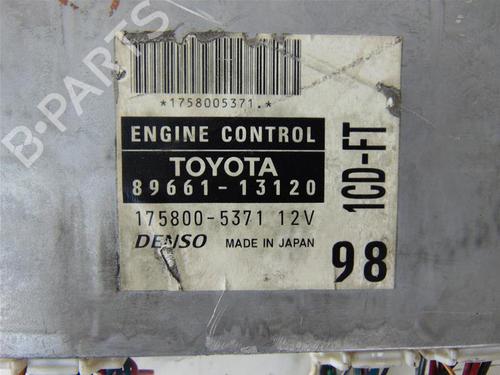 *1758005371.*
ENGINE CONTROL
TOYOTA
89661-13120
175800-5371 12V
DENSO MADE IN JAPAN
1CD-FT
98
B-PARTS